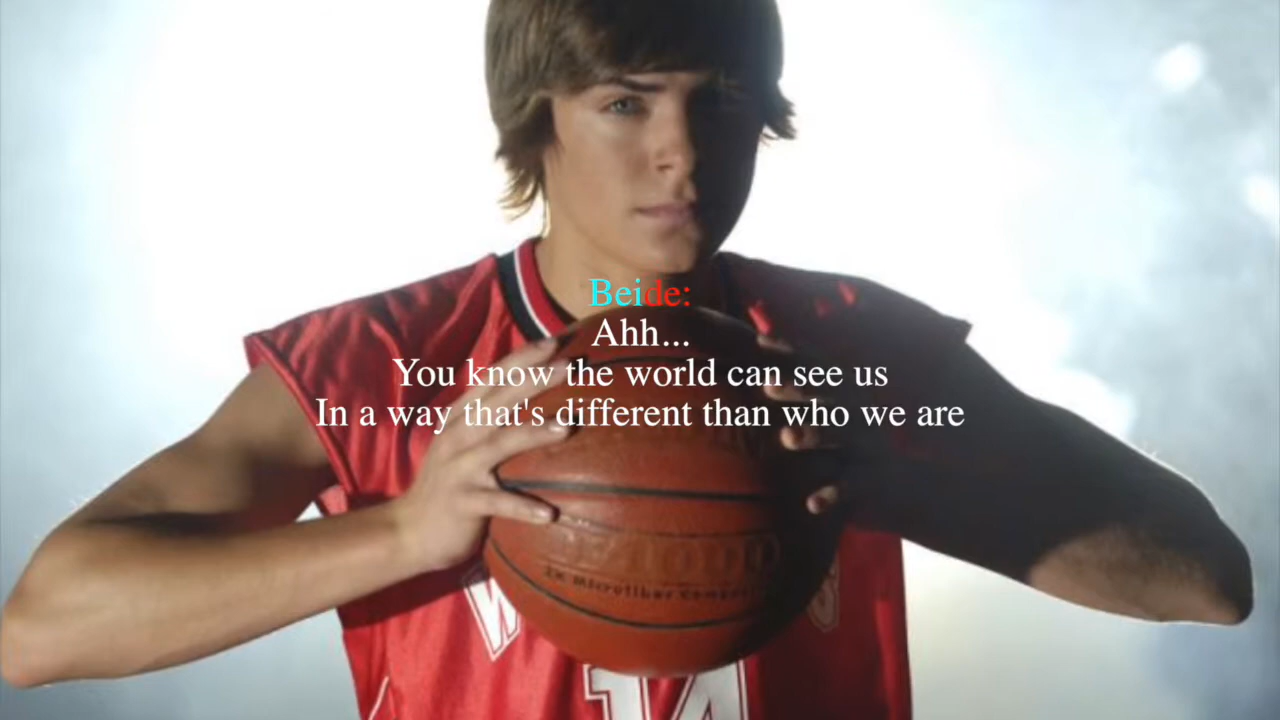 Beide:
Ahh...
You know the world can see us
In a way that's different than who we are
W
14